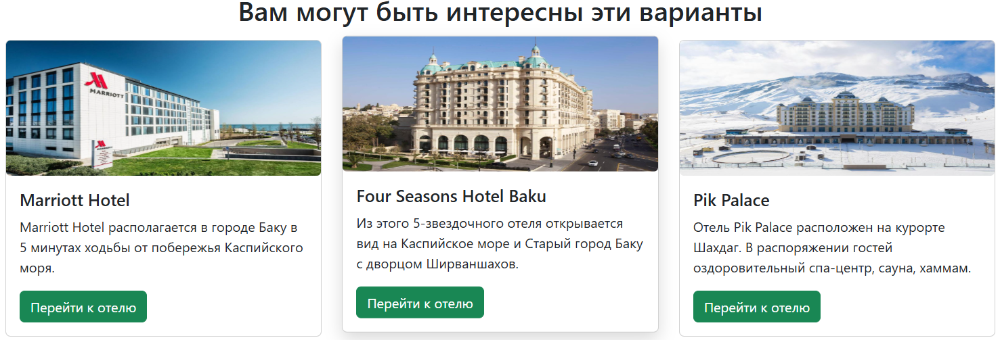 Вам могут быть интересны эти варианты
MARRIOTT
MARRIOTT
Marriott Hotel
Marriott Hotel располагается в городе Баку в
5 минутах ходьбы от побережья Каспийского
моря.
Перейти к отелю
Four Seasons Hotel Baku
Из этого 5-звездочного отеля открывается
вид на Каспийское море и Старый город Баку
с дворцом Ширваншахов.
Перейти к отелю
Pik Palace
Отель Pik Palace расположен на курорте
Шахдаг. В распоряжении гостей
оздоровительный спа-центр, сауна, хаммам.
Перейти к отелю